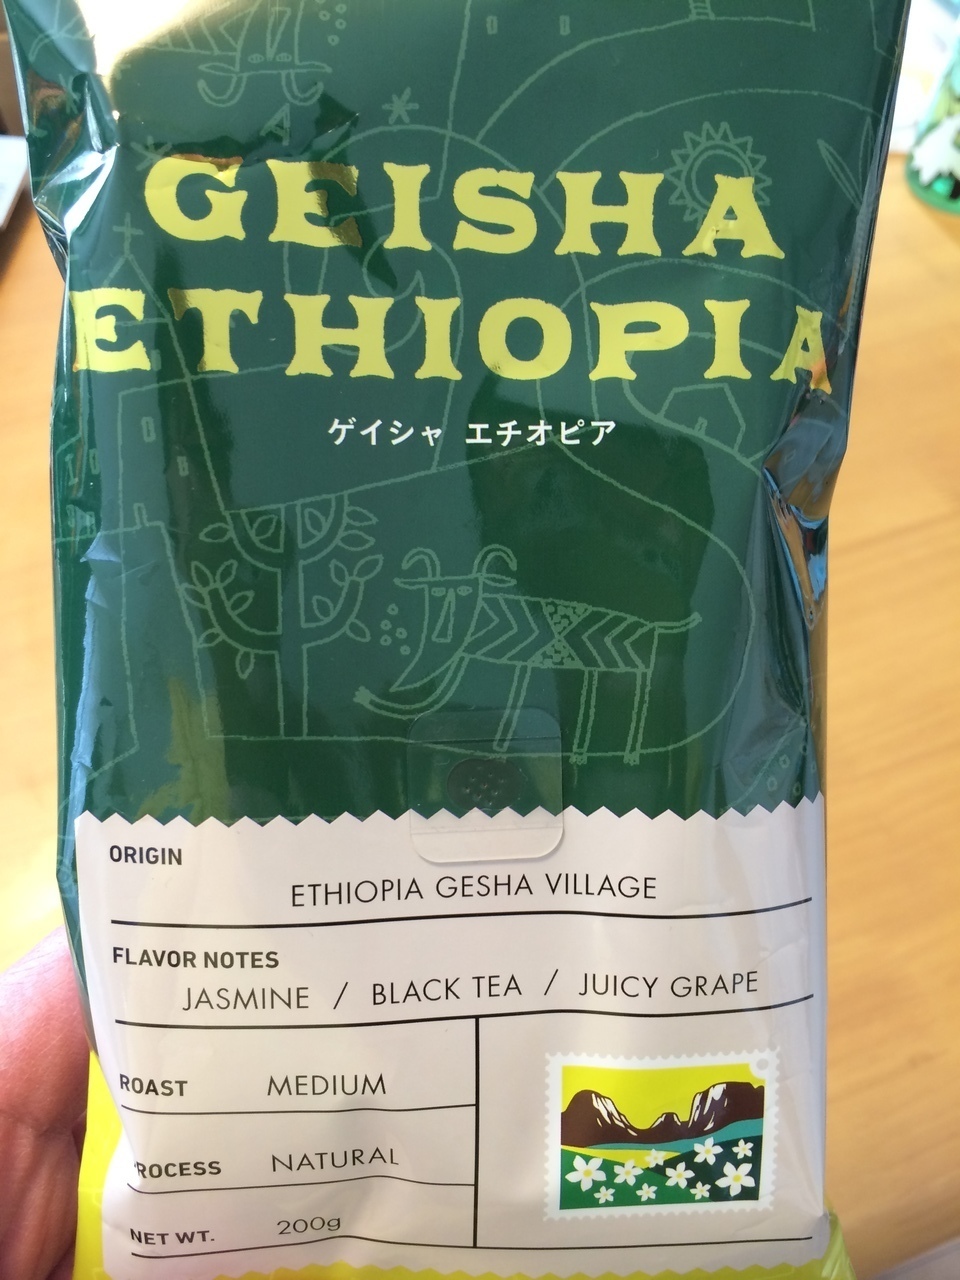 GEISHA
ETHIOPIA
ゲイシャ エチオピア
ORIGIN
ETHIOPIA GESHA VILLAGE
FLAVOR NOTES
JASMINE / BLACK TEA / JUICY GRAPE
ROAST MEDIUM
PROCESS NATURAL
NET WT. 200g